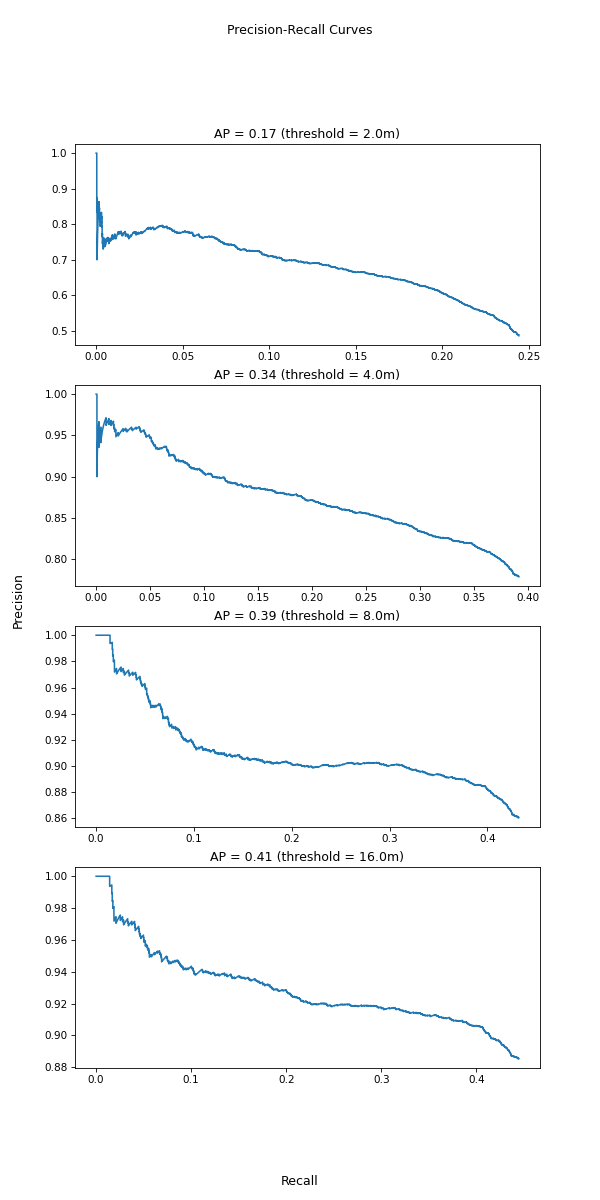 Precision-Recall Curves
AP = 0.17 (threshold = 2.0m)
1.0
0.9
0.8
0.7
0.6
0.5
0.00 0.05 0.10 0.15 0.20 0.25
AP = 0.34 (threshold = 4.0m)
1.00
0.95
0.90
0.85
0.80
0.00 0.05 0.10 0.15 0.20 0.25 0.30 0.35 0.40
Precision
AP = 0.39 (threshold = 8.0m)
1.00
0.98
0.96
0.94
0.92
0.90
0.88
0.86
0.0 0.1 0.2 0.3 0.4
AP = 0.41 (threshold = 16.0m)
1.00
0.98
0.96
0.94
0.92
0.90
0.88
0.0 0.1 0.2 0.3 0.4
Recall